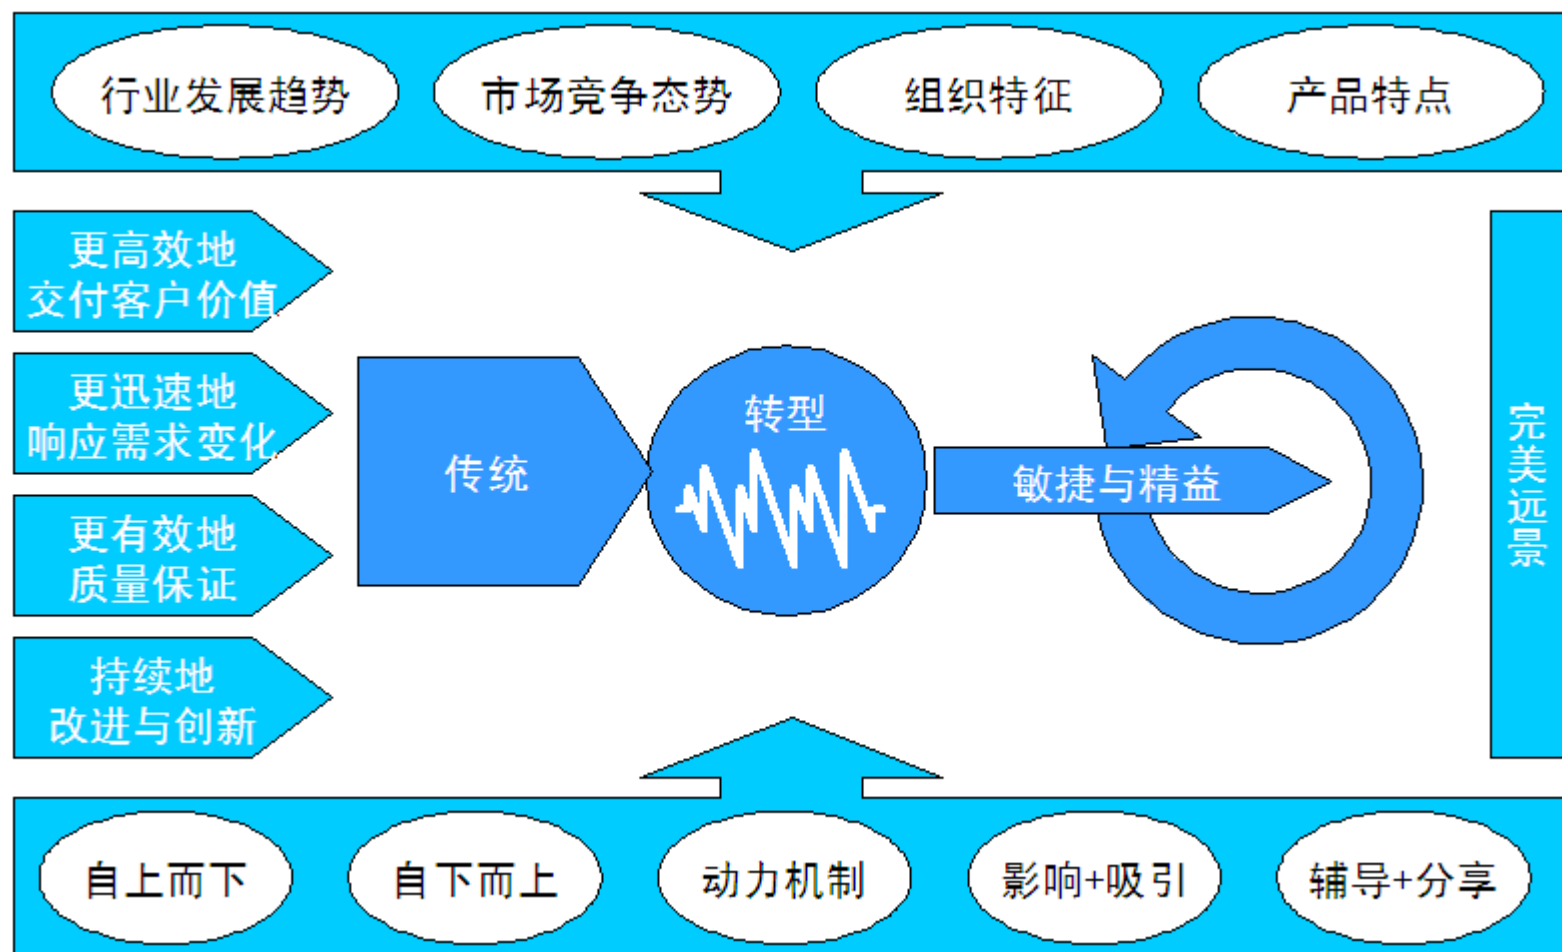 行业发展趋势
市场竞争态势
组织特征
产品特点
更高效地
交付客户价值
更迅速地
响应需求变化
更有效地
质量保证
持续地
改进与创新
传统
转型
敏捷与精益
完美远景
自上而下
自下而上
动力机制
影响+吸引
辅导+分享